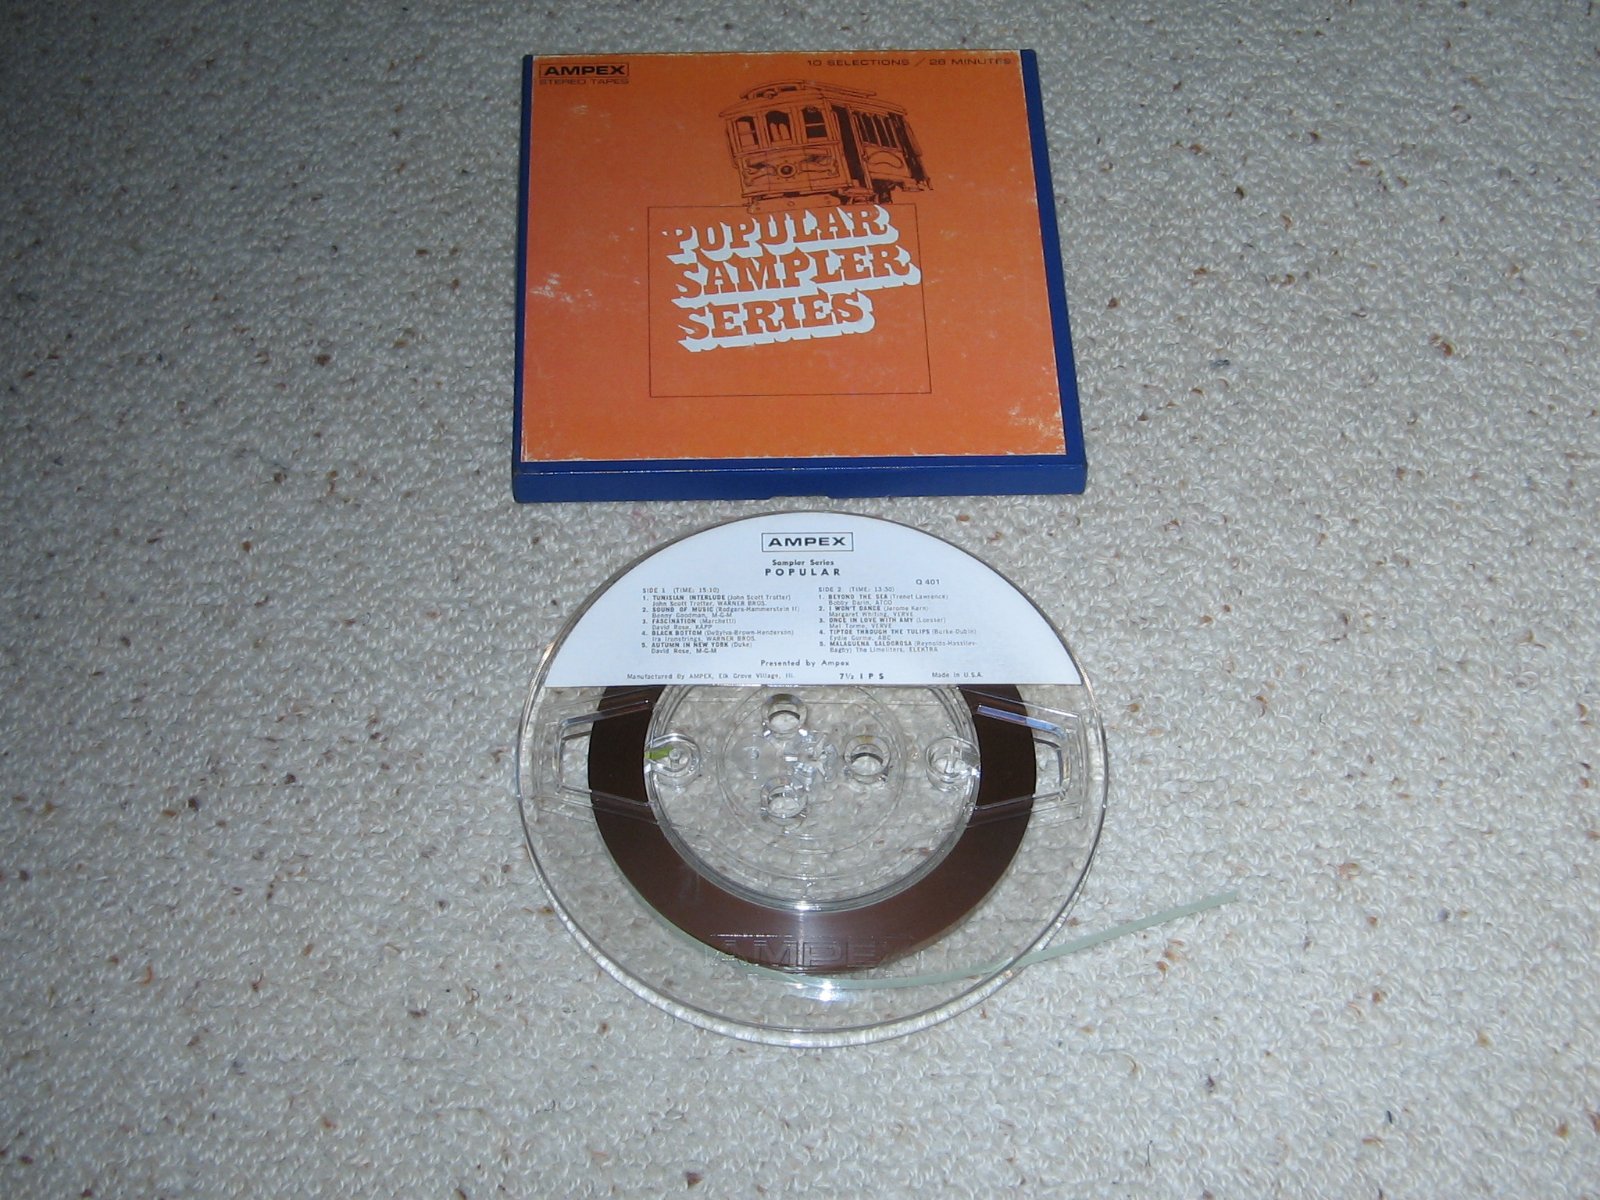 AMPEX
STEREO TAPES
10 SELECTIONS / 28 MINUTES
POPULAR
SAMPLER
SERIES
AMPEX
Sampler Series
POPULAR
Q 401
SIDE 1 (TIME: 15:10)
1. TUNISIAN INTERLUDE (John Scott Trotter)
John Scott Trotter, WARNER BROS.
2. SOUND OF MUSIC (Rodgers-Hammerstein II)
Benny Goodman, M-G-M
3. FASCINATION (Marchetti)
David Rose, KAPP
4. BLACK BOTTOM (DeSylva-Brown-Henderson)
Ira Ironstrings, WARNER BROS.
5. AUTUMN IN NEW YORK (Duke)
David Rose, M-G-M
SIDE 2 (TIME: 13:30)
1. BEYOND THE SEA (Trenet Lawrence)
Bobby Darin, ATCO
2. I WON'T DANCE (Jerome Kern)
Margaret Whiting, VERVE
3. ONCE IN LOVE WITH AMY (Loesser)
Mel Torme, VERVE
4. TIPTOE THROUGH THE TULIPS (Burke-Dubin)
Eydie Gorme, ABC
5. MALAGUENA SALDOROSA (Reynolds-Hassilev-
Bagby) The Limeliters, ELEKTRA
Presented by Ampex
Manufactured By AMPEX, Elk Grove Village, Ill. 7½ IPS Made in U.S.A.
AMPEX